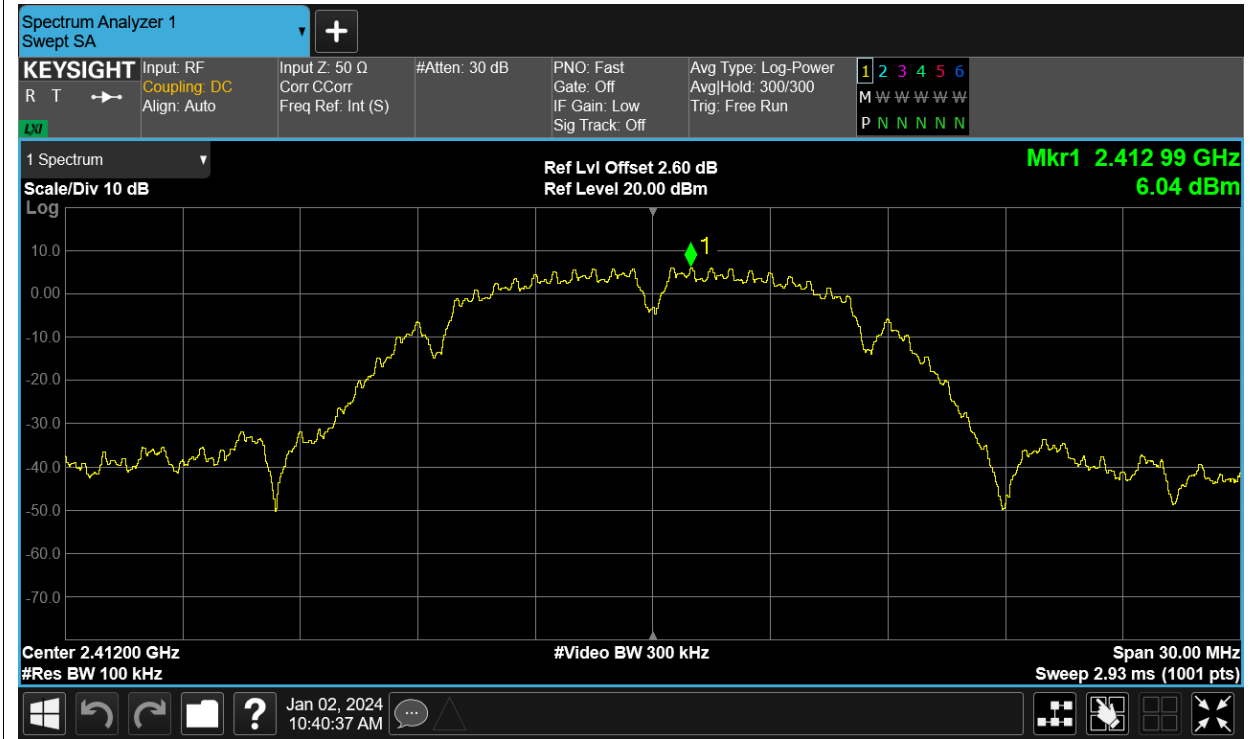 Spectrum Analyzer 1
Swept SA
KEYSIGHT
R T
LXI
Input: RF
Coupling: DC
Align: Auto
Input Z: 50 Ω
Corr CCorr
Freq Ref: Int (S)
#Atten: 30 dB
PNO: Fast
Gate: Off
IF Gain: Low
Sig Track: Off
Avg Type: Log-Power
Avg|Hold: 300/300
Trig: Free Run
1 2 3 4 5 6
M W W W W W W
P N N N N N N
1 Spectrum
Scale/Div 10 dB
Log
Ref Lvl Offset 2.60 dB
Ref Level 20.00 dBm
Mkr1 2.412 99 GHz
6.04 dBm
1
10.0
0.00
-10.0
-20.0
-30.0
-40.0
-50.0
-60.0
-70.0
Center 2.41200 GHz
#Res BW 100 kHz
#Video BW 300 kHz
Span 30.00 MHz
Sweep 2.93 ms (1001 pts)
?
Jan 02, 2024
10:40:37 AM